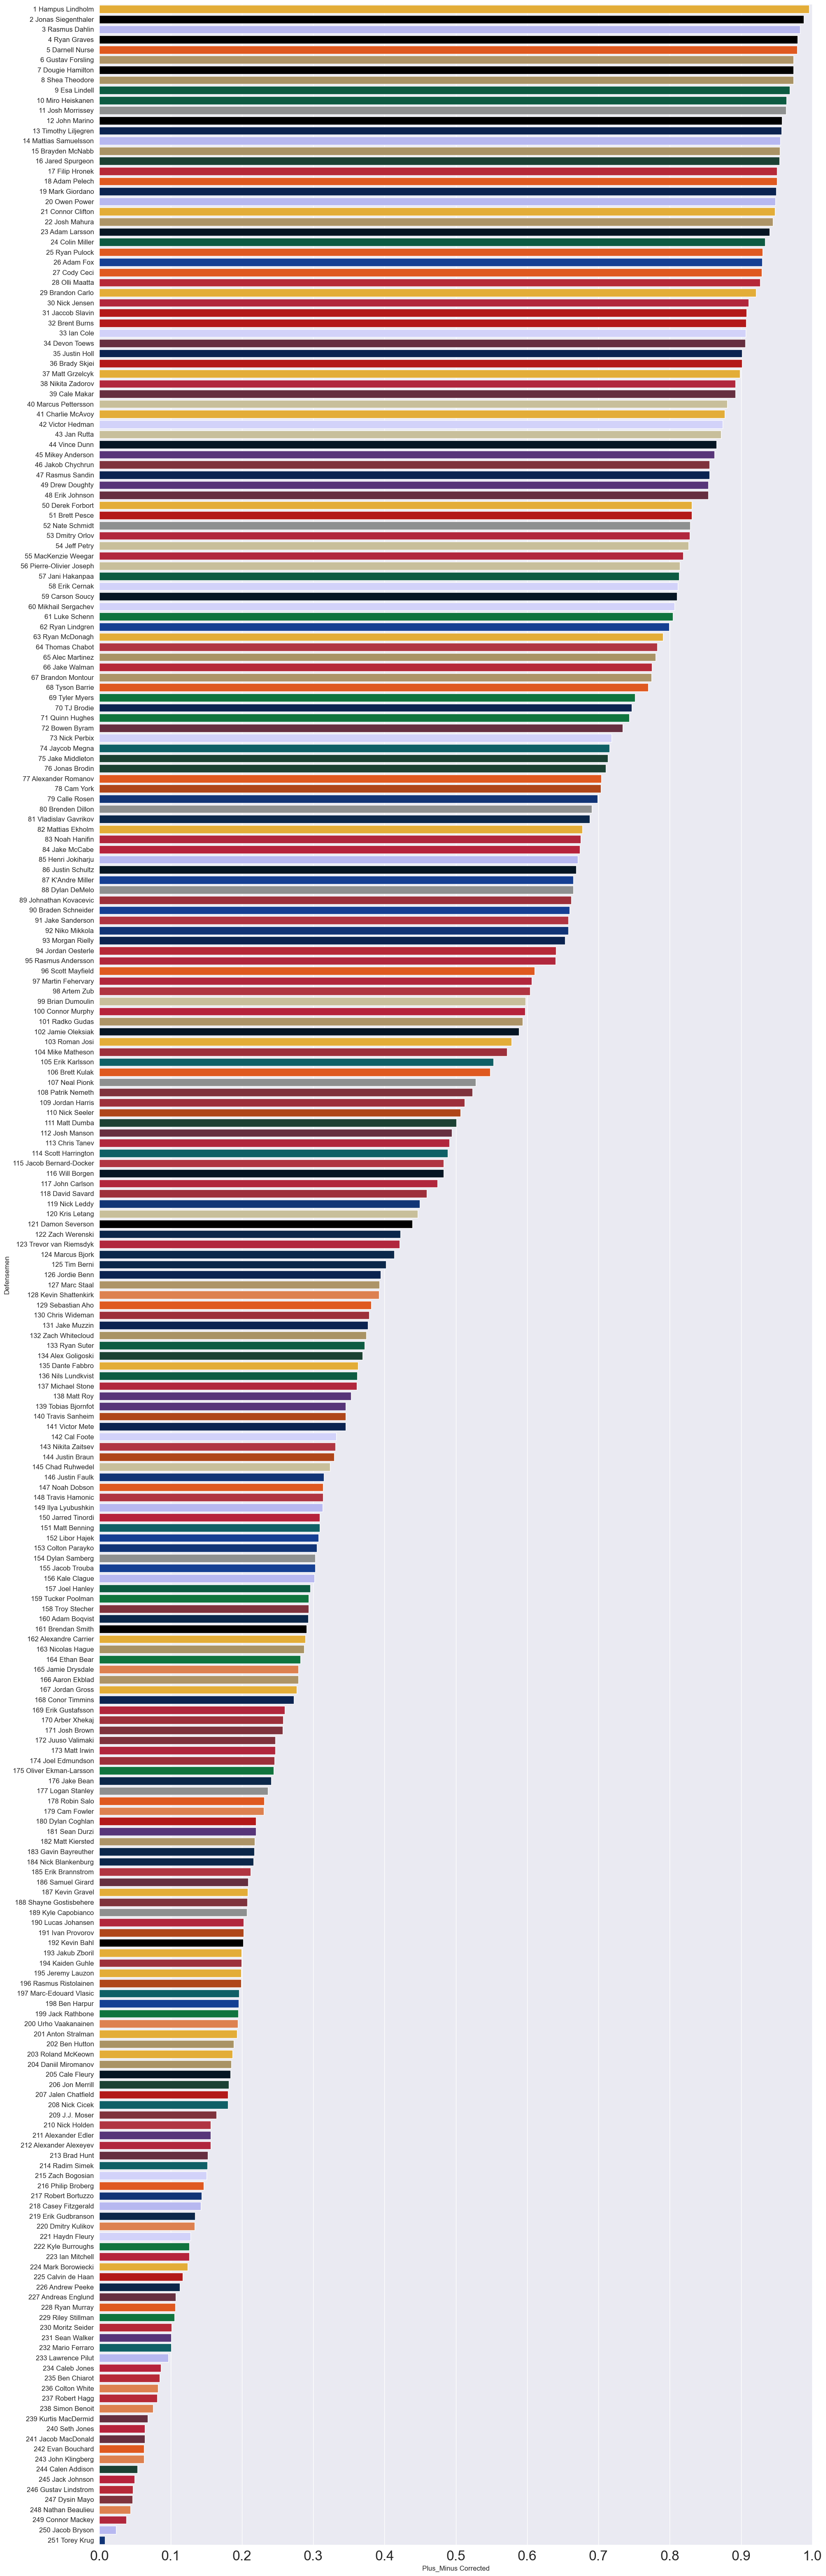 1 Hampus Lindholm
2 Jonas Siegenthaler
3 Rasmus Dahlin
4 Ryan Graves
5 Darnell Nurse
6 Gustav Forsling
7 Dougie Hamilton
8 Shea Theodore
9 Esa Lindell
10 Miro Heiskanen
11 Josh Morrissey
12 John Marino
13 Timothy Liljegren
14 Mattias Samuelsson
15 Brayden McNabb
16 Jared Spurgeon
17 Filip Hronek
18 Adam Pelech
19 Mark Giordano
20 Owen Power
21 Connor Clifton
22 Josh Mahura
23 Adam Larsson
24 Colin Miller
25 Ryan Pulock
26 Adam Fox
27 Cody Ceci
28 Olli Maatta
29 Brandon Carlo
30 Nick Jensen
31 Jaccob Slavin
32 Brent Burns
33 Ian Cole
34 Devon Toews
35 Justin Holl
36 Brady Skjei
37 Matt Grzelcyk
38 Nikita Zadorov
39 Cale Makar
40 Marcus Pettersson
41 Charlie McAvoy
42 Victor Hedman
43 Jan Rutta
44 Vince Dunn
45 Mikey Anderson
46 Jakob Chychrun
47 Rasmus Sandin
49 Drew Doughty
48 Erik Johnson
50 Derek Forbort
51 Brett Pesce
52 Nate Schmidt
53 Dmitry Orlov
54 Jeff Petry
55 MacKenzie Weegar
56 Pierre-Olivier Joseph
57 Jani Hakanpaa
58 Erik Cernak
59 Carson Soucy
60 Mikhail Sergachev
61 Luke Schenn
62 Ryan Lindgren
63 Ryan McDonagh
64 Thomas Chabot
65 Alec Martinez
66 Jake Walman
67 Brandon Montour
68 Tyson Barrie
69 Tyler Myers
70 TJ Brodie
71 Quinn Hughes
72 Bowen Byram
73 Nick Perbix
74 Jaycob Megna
75 Jake Middleton
76 Jonas Brodin
77 Alexander Romanov
78 Cam York
79 Calle Rosen
80 Brenden Dillon
81 Vladislav Gavrikov
82 Mattias Ekholm
83 Noah Hanifin
84 Jake McCabe
85 Henri Jokiharju
86 Justin Schultz
87 K'Andre Miller
88 Dylan DeMelo
89 Johnathan Kovacevic
90 Braden Schneider
91 Jake Sanderson
92 Niko Mikkola
93 Morgan Rielly
94 Jordan Oesterle
95 Rasmus Andersson
96 Scott Mayfield
97 Martin Fehervary
98 Artem Zub
99 Brian Dumoulin
100 Connor Murphy
101 Radko Gudas
102 Jamie Oleksiak
103 Roman Josi
104 Mike Matheson
105 Erik Karlsson
106 Brett Kulak
107 Neal Pionk
108 Patrik Nemeth
109 Jordan Harris
110 Nick Seeler
111 Matt Dumba
112 Josh Manson
113 Chris Tanev
114 Scott Harrington
115 Jacob Bernard-Docker
116 Will Borgen
117 John Carlson
118 David Savard
119 Nick Leddy
120 Kris Letang
121 Damon Severson
122 Zach Werenski
123 Trevor van Riemsdyk
124 Marcus Bjork
125 Tim Berni
126 Jordie Benn
127 Marc Staal
128 Kevin Shattenkirk
129 Sebastian Aho
130 Chris Wideman
131 Jake Muzzin
132 Zach Whitecloud
133 Ryan Suter
134 Alex Goligoski
135 Dante Fabbro
136 Nils Lundkvist
137 Michael Stone
138 Matt Roy
139 Tobias Bjornfot
140 Travis Sanheim
141 Victor Mete
142 Cal Foote
143 Nikita Zaitsev
144 Justin Braun
145 Chad Ruhwedel
146 Justin Faulk
147 Noah Dobson
148 Travis Hamonic
149 Ilya Lyubushkin
150 Jarred Tinordi
151 Matt Benning
152 Libor Hajek
153 Colton Parayko
154 Dylan Samberg
155 Jacob Trouba
156 Kale Clague
157 Joel Hanley
159 Tucker Poolman
158 Troy Stecher
160 Adam Boqvist
161 Brendan Smith
162 Alexandre Carrier
163 Nicolas Hague
164 Ethan Bear
165 Jamie Drysdale
166 Aaron Ekblad
167 Jordan Gross
168 Conor Timmins
169 Erik Gustafsson
170 Arber Xhekaj
171 Josh Brown
172 Juuso Valimaki
173 Matt Irwin
174 Joel Edmundson
175 Oliver Ekman-Larsson
176 Jake Bean
177 Logan Stanley
178 Robin Salo
179 Cam Fowler
180 Dylan Coghlan
181 Sean Durzi
182 Matt Kiersted
183 Gavin Bayreuther
184 Nick Blankenburg
185 Erik Brannstrom
186 Samuel Girard
187 Kevin Gravel
188 Shayne Gostisbehere
189 Kyle Capobianco
190 Lucas Johansen
191 Ivan Provorov
192 Kevin Bahl
193 Jakub Zboril
194 Kaiden Guhle
195 Jeremy Lauzon
196 Rasmus Ristolainen
197 Marc-Edouard Vlasic
198 Ben Harpur
199 Jack Rathbone
200 Urho Vaakanainen
201 Anton Stralman
202 Ben Hutton
203 Roland McKeown
204 Daniil Miromanov
205 Cale Fleury
206 Jon Merrill
207 Jalen Chatfield
208 Nick Cicek
209 J.J. Moser
210 Nick Holden
211 Alexander Edler
212 Alexander Alexeyev
213 Brad Hunt
214 Radim Simek
215 Zach Bogosian
216 Philip Broberg
217 Robert Bortuzzo
218 Casey Fitzgerald
219 Erik Gudbranson
220 Dmitry Kulikov
221 Haydn Fleury
222 Kyle Burroughs
223 Ian Mitchell
224 Mark Borowiecki
225 Calvin de Haan
226 Andrew Peeke
227 Andreas Englund
228 Ryan Murray
229 Riley Stillman
230 Moritz Seider
231 Sean Walker
232 Mario Ferraro
233 Lawrence Pilut
234 Caleb Jones
235 Ben Chiarot
236 Colton White
237 Robert Hagg
238 Simon Benoit
239 Kurtis MacDermid
240 Seth Jones
241 Jacob MacDonald
242 Evan Bouchard
243 John Klingberg
244 Calen Addison
245 Jack Johnson
246 Gustav Lindstrom
247 Dysin Mayo
248 Nathan Beaulieu
249 Connor Mackey
250 Jacob Bryson
251 Torey Krug
Defensemen
0.0 0.1 0.2 0.3 0.4 0.5 0.6 0.7 0.8 0.9 1.0
Plus_Minus Corrected